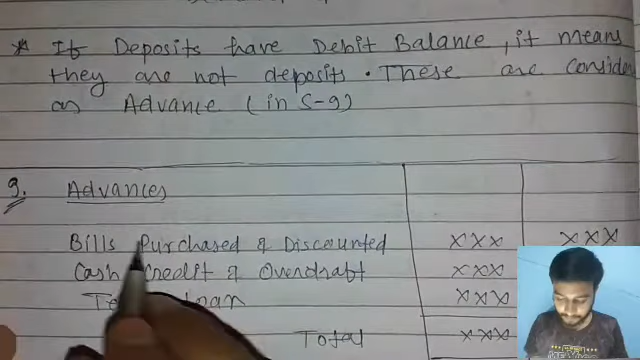 * If Deposits have Debit Balance, it means
they are not deposits. These are consider
as Advance (in S-9)
9. Advances
Bills Purchased & Discounted xxx xxx
Cash Credit & Overdraft xxx
Loan xxx
Total xxx